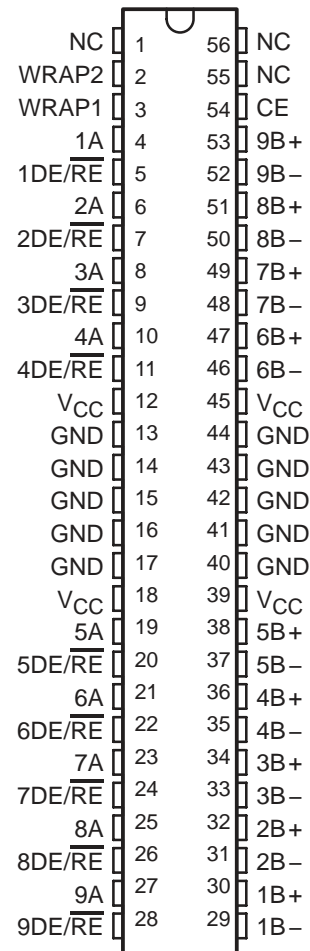 NC 1 56 NC
WRAP2 2 55 NC
WRAP1 3 54 CE
1A 4 53 9B+
1DE/RE 5 52 9B–
2A 6 51 8B+
2DE/RE 7 50 8B–
3A 8 49 7B+
3DE/RE 9 48 7B–
4A 10 47 6B+
4DE/RE 11 46 6B–
VCC 12 45 VCC
GND 13 44 GND
GND 14 43 GND
GND 15 42 GND
GND 16 41 GND
GND 17 40 GND
VCC 18 39 VCC
5A 19 38 5B+
5DE/RE 20 37 5B–
6A 21 36 4B+
6DE/RE 22 35 4B–
7A 23 34 3B+
7DE/RE 24 33 3B–
8A 25 32 2B+
8DE/RE 26 31 2B–
9A 27 30 1B+
9DE/RE 28 29 1B–